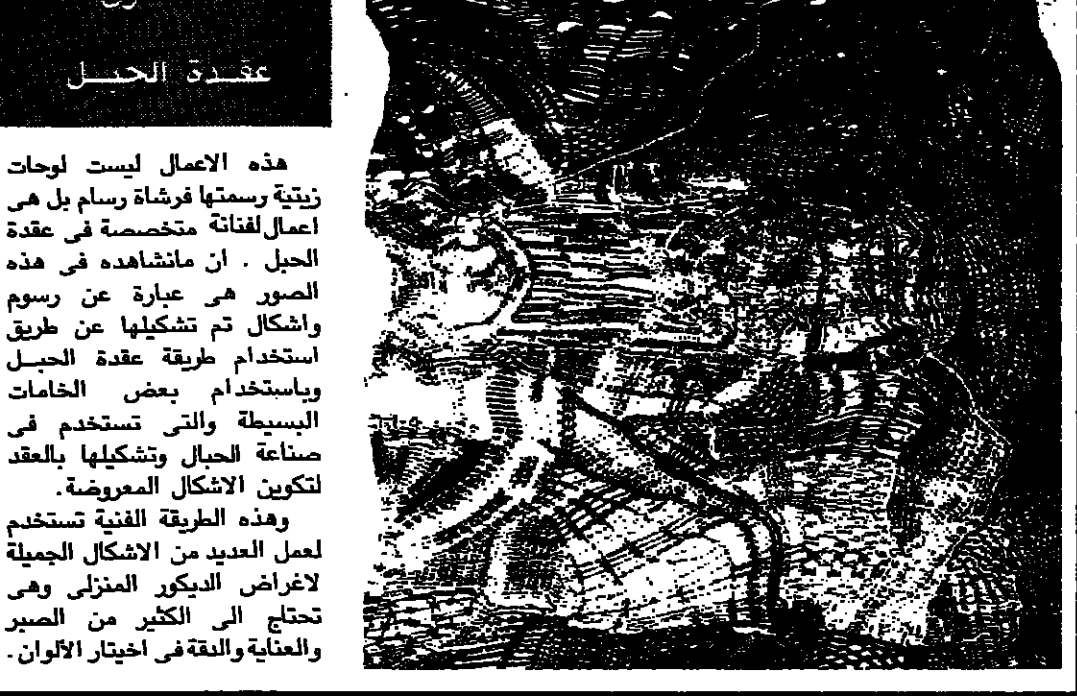 عقدة الحبل
هذه الاعمال ليست لوحات
زيتية رسمتها فرشاة رسام بل هى
اعمال لفنانة متخصصة فى عقدة
الحبل . ان مانشاهده فى هذه
الصور هى عبارة عن رسوم
واشكال تم تشكيلها عن طريق
استخدام طريقة عقدة الحبــل
وباستخدام بعض الخامات
البسيطة والتى تستخدم فى
صناعة الحبال وتشكيلها بالعقد
لتكوين الاشكال المعروضة.
وهذه الطريقة الفنية تستخدم
لعمل العديد من الاشكال الجميلة
لاغراض الديكور المنزلى وهى
تحتاج الى الكثير من الصبر
والعناية والدقة فى اخيتار الألوان.